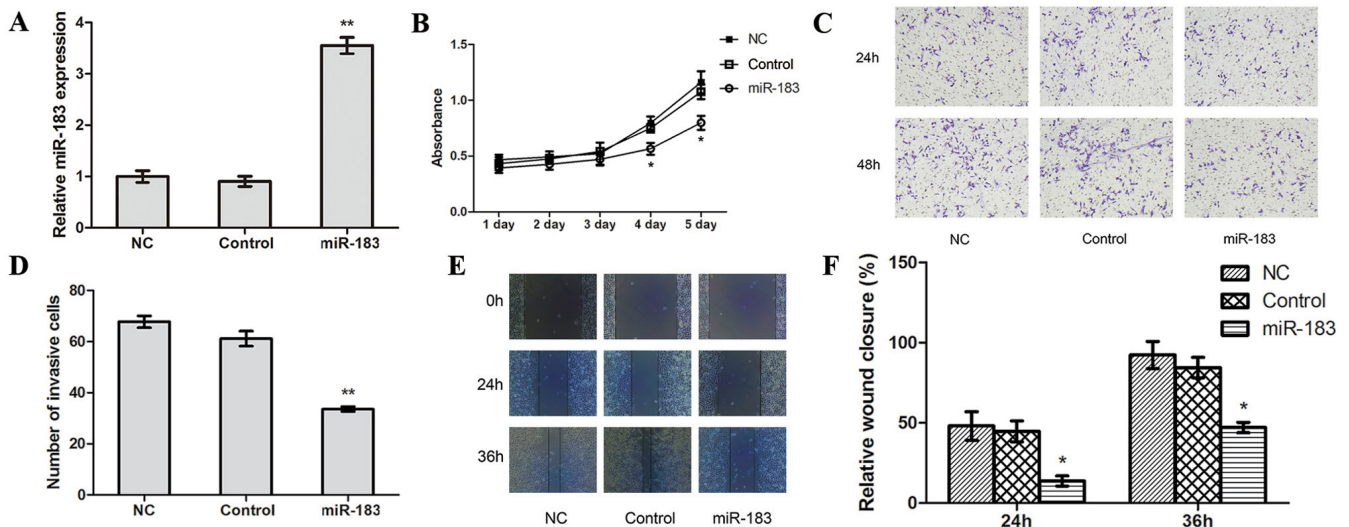 A
Relative miR-183 expression
4
3
2
1
0
**
NC
Control
miR-183
B
Absorbance
1.5
1.0
0.5
0.0
NC
Control
miR-183
*
*
1 day
2 day
3 day
4 day
5 day
C
24h
48h
NC
Control
miR-183
D
Number of invasive cells
80
60
40
20
0
**
NC
Control
miR-183
E
0h
24h
36h
NC
Control
miR-183
F
Relative wound closure (%)
150
100
50
0
NC
Control
miR-183
*
*
24h
36h